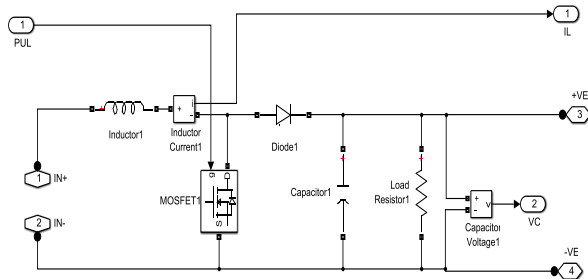 1
PUL
1
IL
+VE
3
Inductor1
+
-
i
Inductor
Current1
Diode1
1
IN+
2
IN-
g
D
S
MOSFET1
+
Capacitor1
+
Load
Resistor1
+
-
v
Capacitor
Voltage1
2
VC
-VE
4